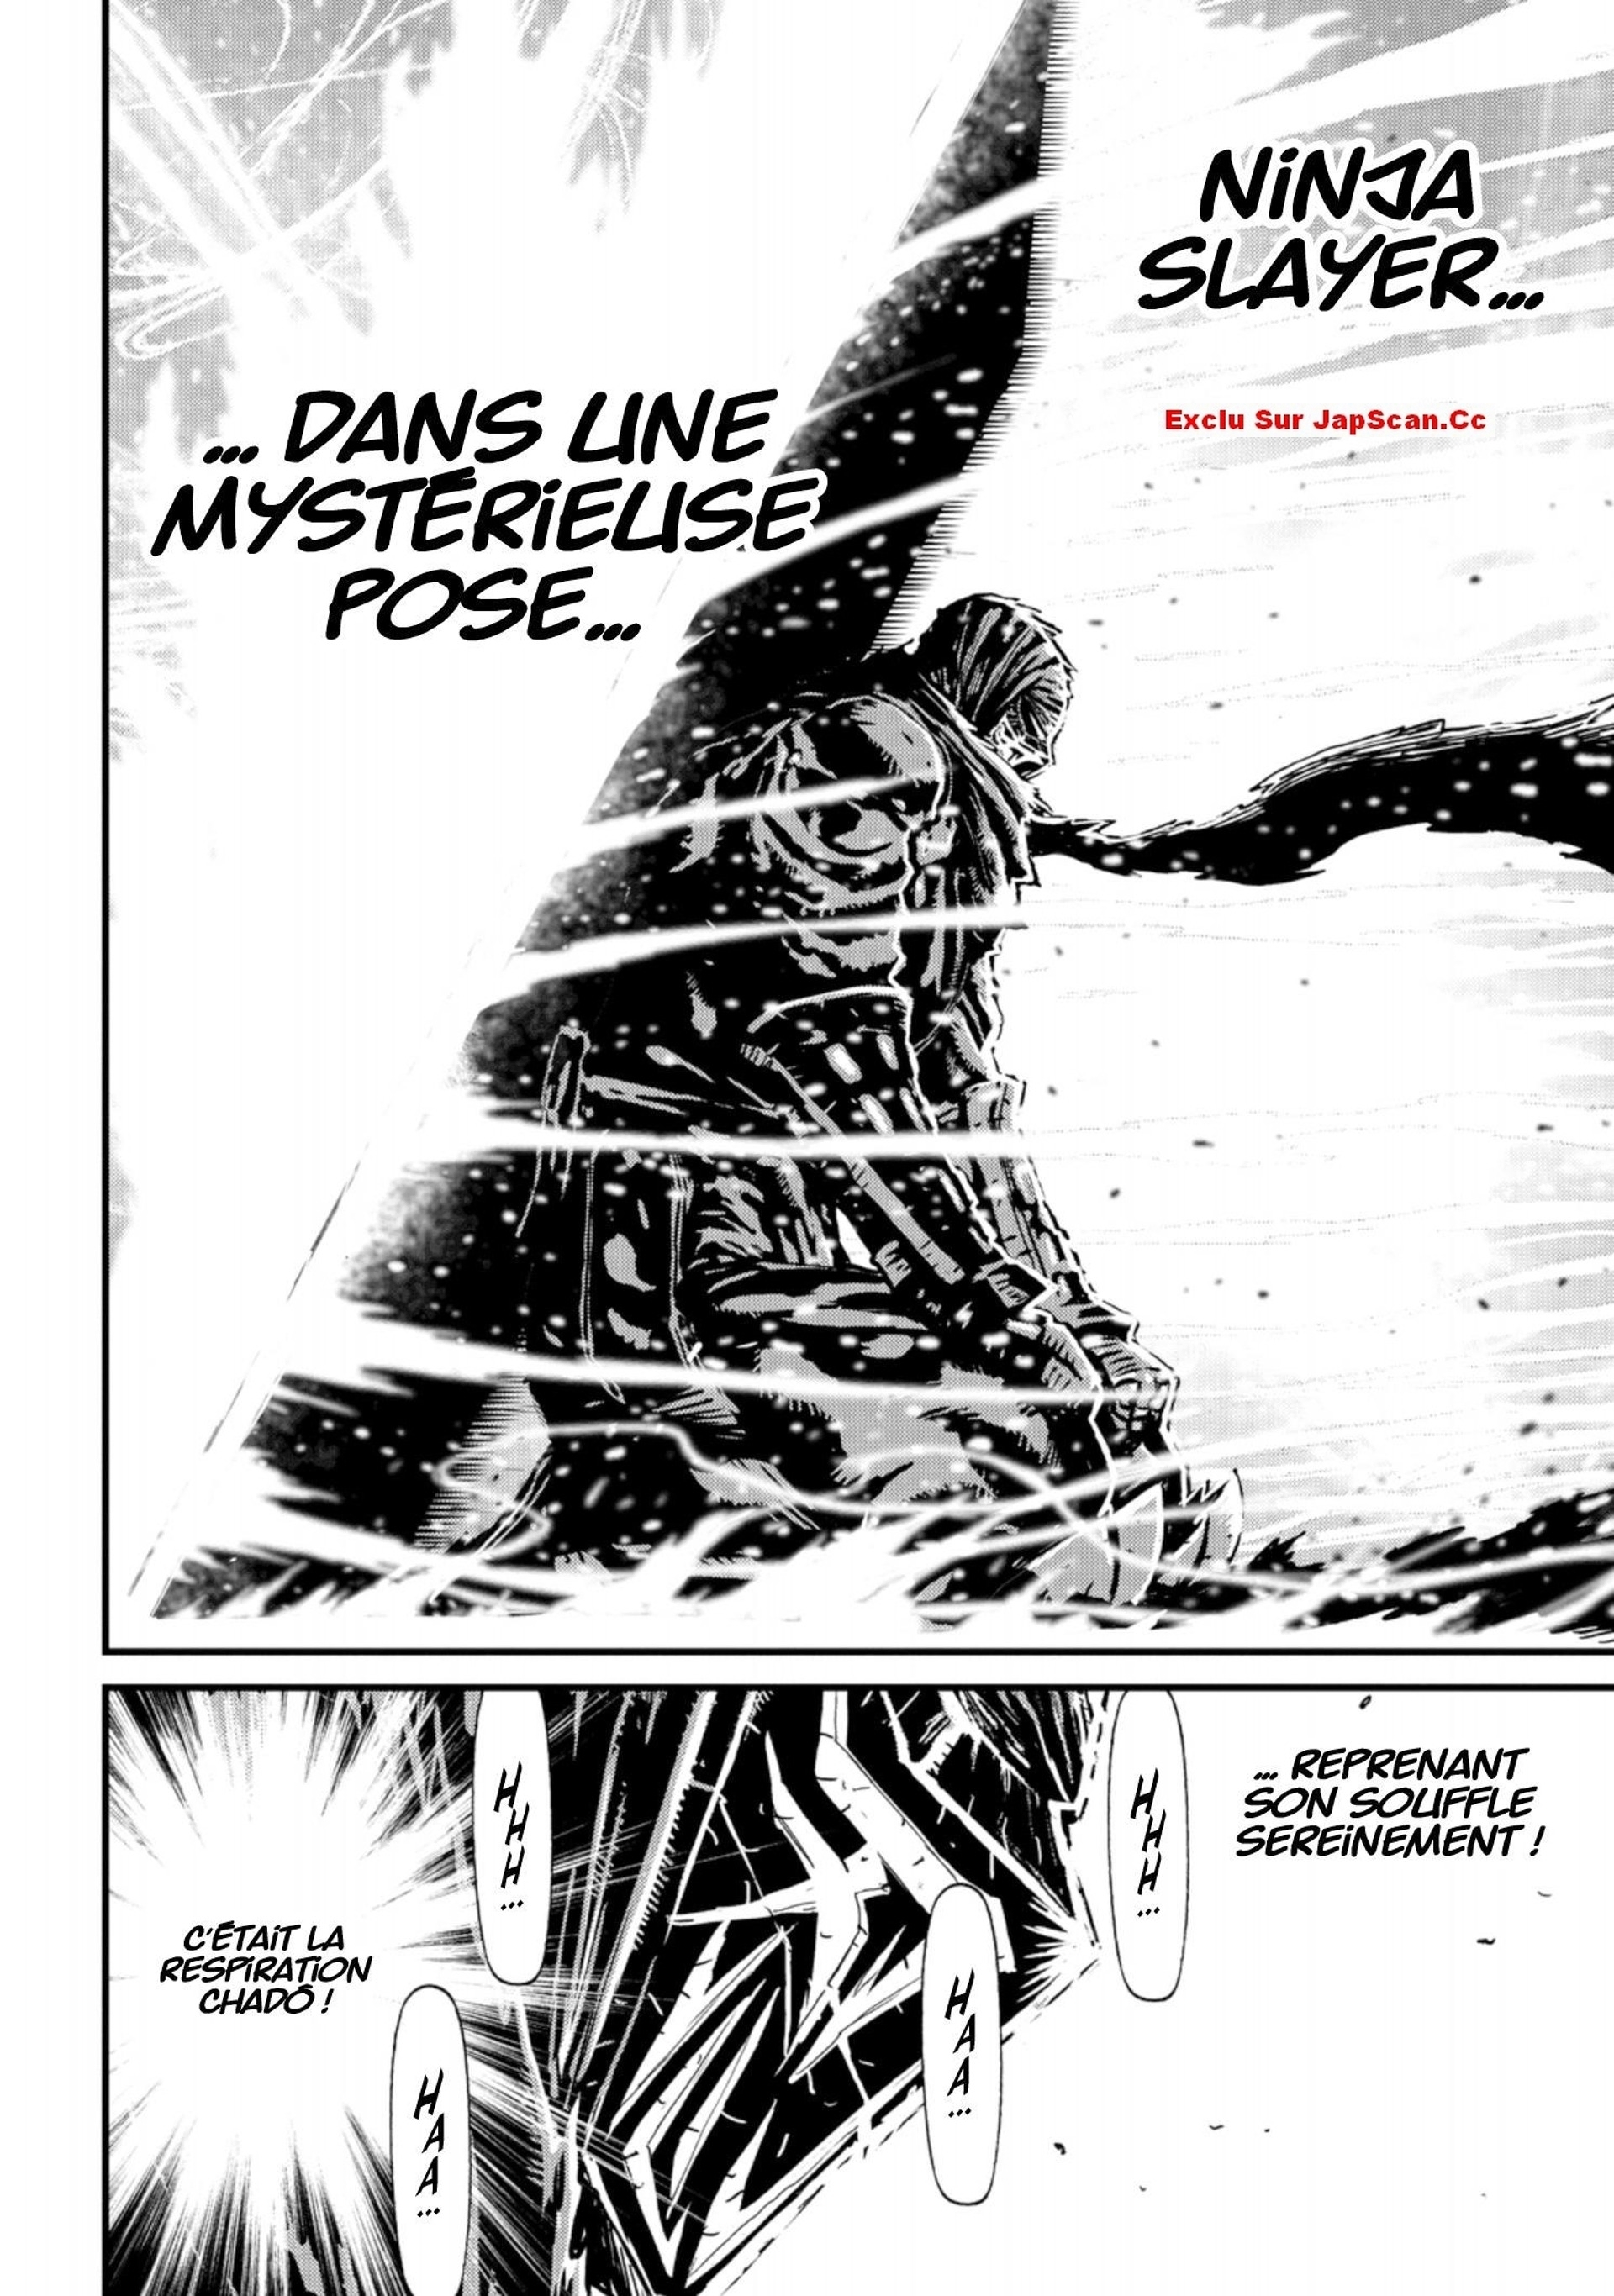 NINJA
SLAYER...
Exclu Sur JapScan.Cc
... DANS UNE
MYSTÉRIEUSE
POSE...
... REPRENANT
SON SOUFFLE
SEREINEMENT !
HHH...
HAA...
HHH...
HAA...
C'ÉTAIT LA
RESPIRATION
CHADÔ !